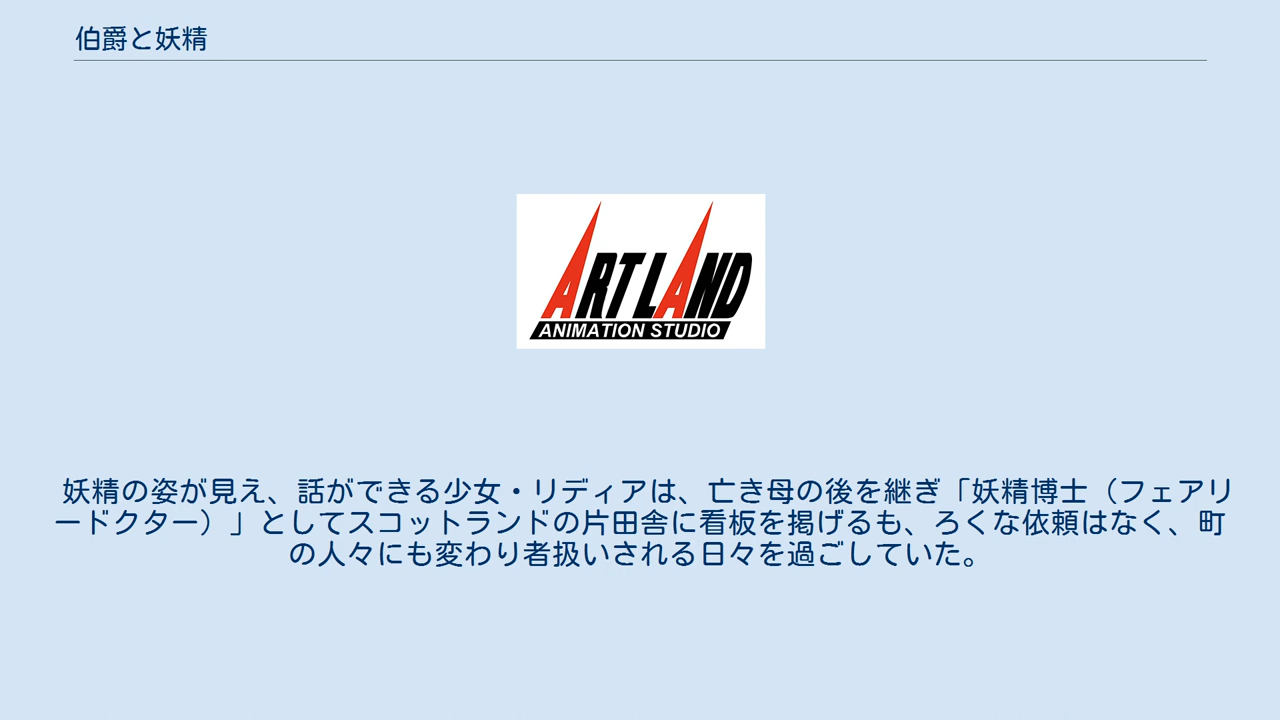 伯爵と妖精
ARTLAND
ANIMATION STUDIO
妖精の姿が見え、話ができる少女・リディアは、亡き母の後を継ぎ「妖精博士（フェアリ
ードクター）」としてスコットランドの片田舎に看板を掲げるも、ろくな依頼はなく、町
の人々にも変わり者扱いされる日々を過ごしていた。